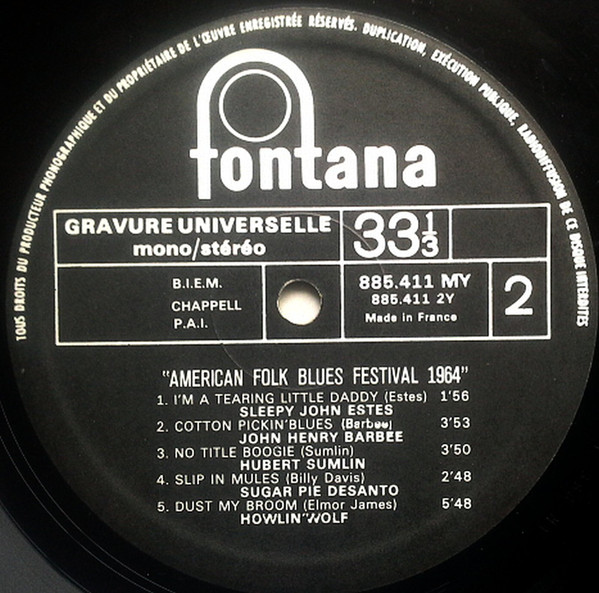 TOUS DROITS DU PRODUCTEUR PHONOGRAPHIQUE ET DU PROPRIÉTAIRE DE L'ŒUVRE ENREGISTRÉE RÉSERVÉS. DUPLICATION, EXÉCUTION PUBLIQUE, RADIODIFFUSION DE CE DISQUE INTERDITES
fontana
GRAVURE UNIVERSELLE
mono/stéréo
33 1/3
B.I.E.M.
CHAPPELL
P.A.I.
885.411 MY
885.411 2Y
Made in France
2
"AMERICAN FOLK BLUES FESTIVAL 1964"
1. I'M A TEARING LITTLE DADDY (Estes) 1'56
SLEEPY JOHN ESTES
2. COTTON PICKIN'BLUES (Barbee) 3'53
JOHN HENRY BARBEE
3. NO TITLE BOOGIE (Sumlin) 3'50
HUBERT SUMLIN
4. SLIP IN MULES (Billy Davis) 2'48
SUGAR PIE DESANTO
5. DUST MY BROOM (Elmor James) 5'48
HOWLIN'WOLF